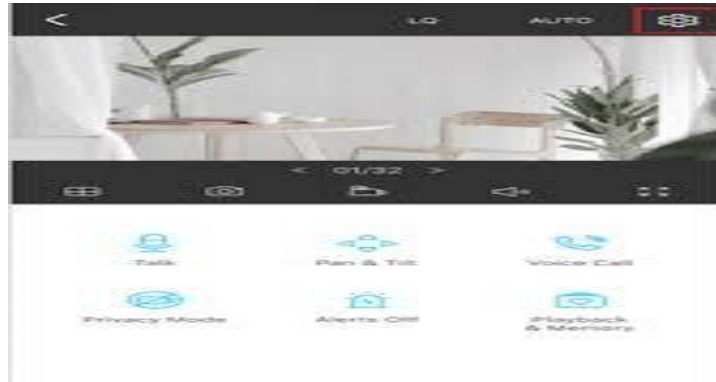 < LQ AUTO
< 01/32 >
Talk Pan & Tilt Voice Call
Privacy Mode Alerts Off Playback
& Memory